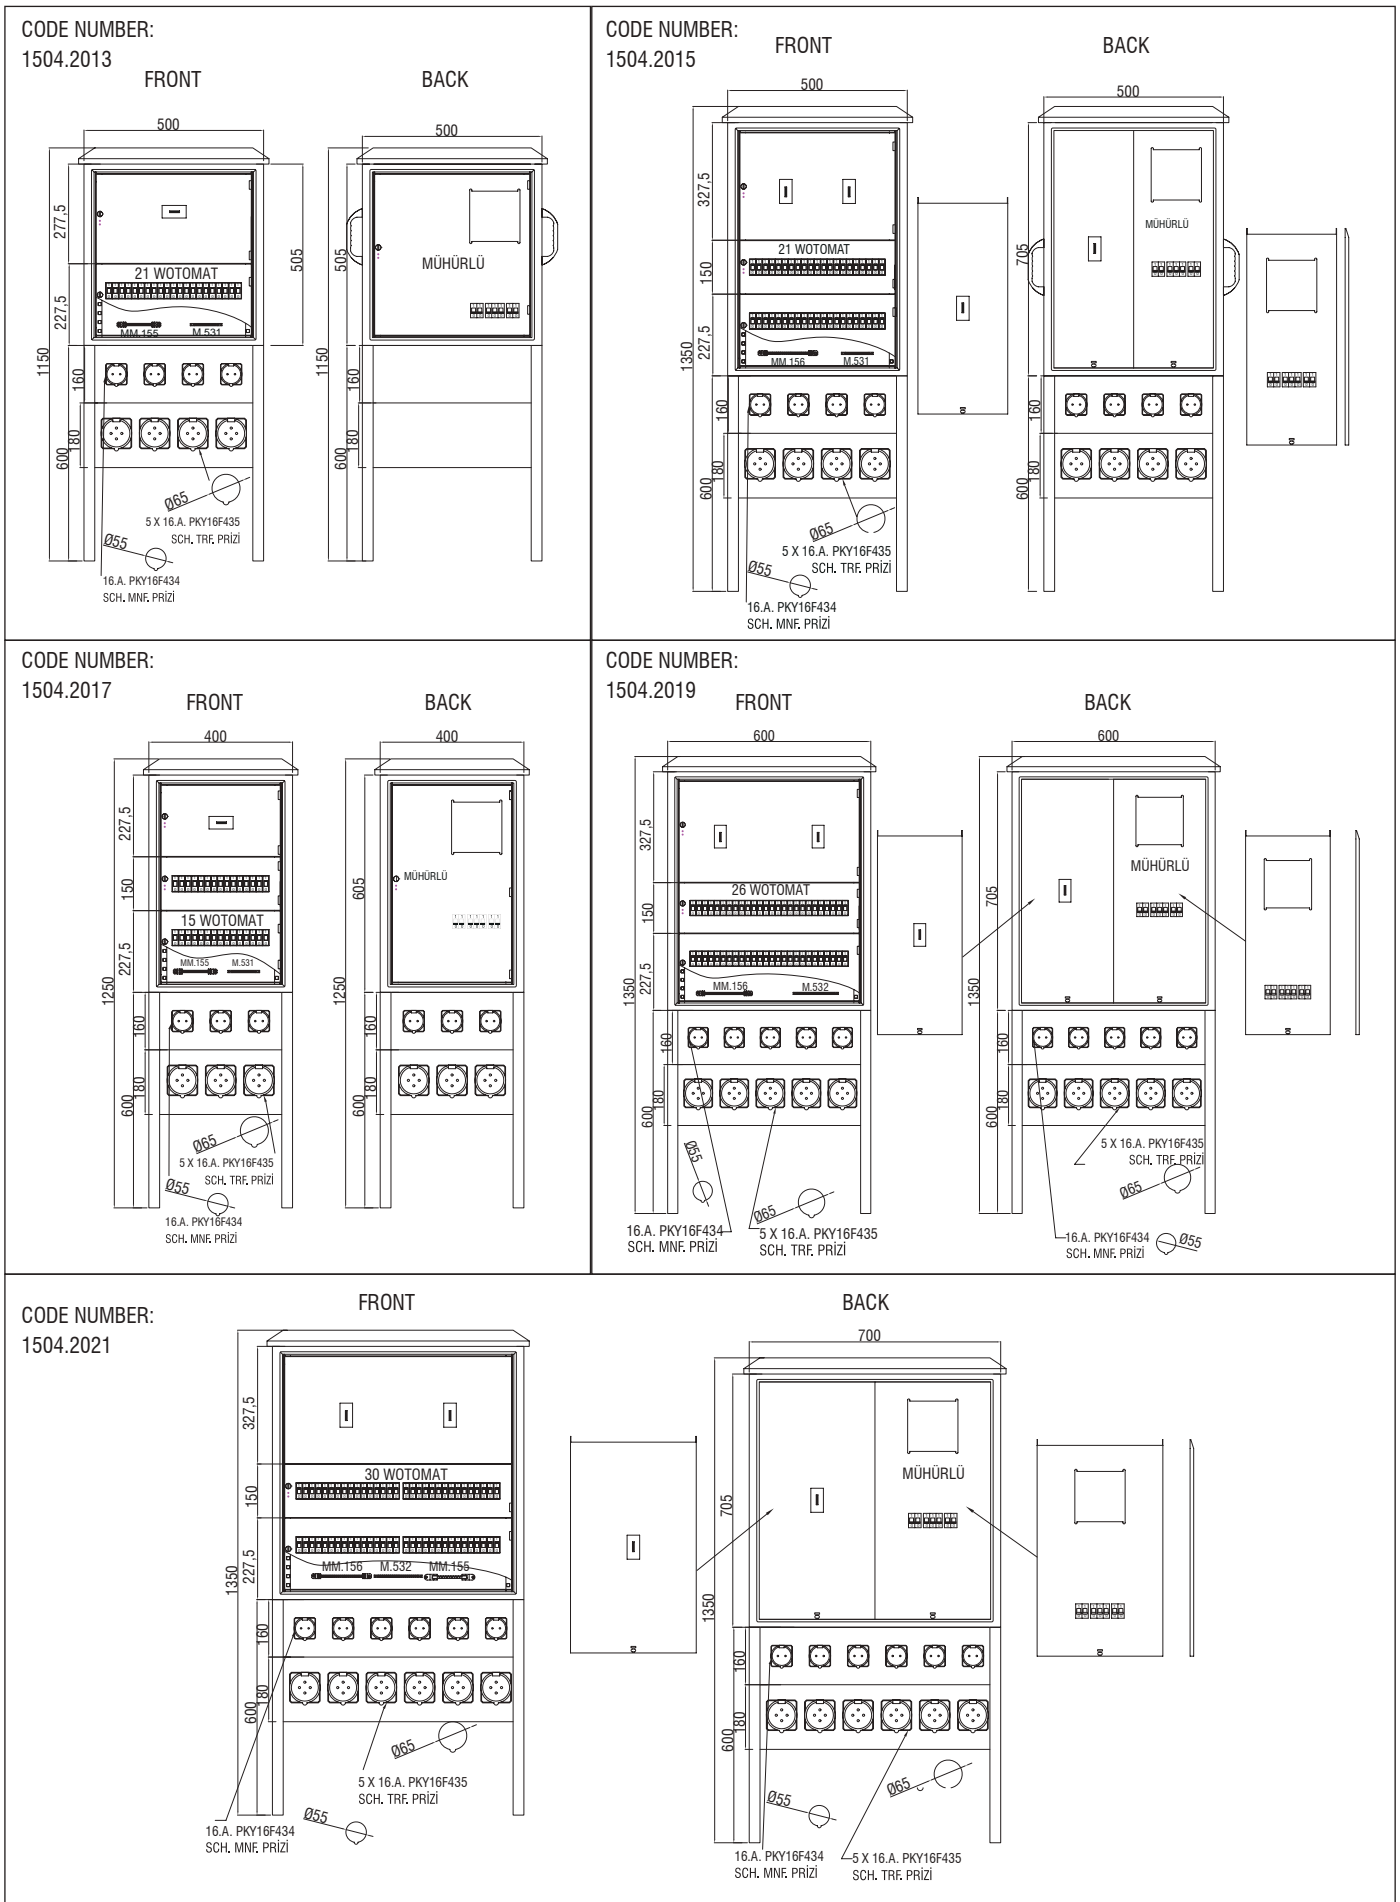 CODE NUMBER:
1504.2013
FRONT
BACK
500
500
277,5
227,5
1150
160
180
600
505
21 WOTOMAT
MM.155
M.531
1150
505
160
180
600
MÜHÜRLÜ
Ø65
5 X 16.A. PKY16F435
SCH. TRF. PRİZİ
Ø55
16.A. PKY16F434
SCH. MNF. PRİZİ
CODE NUMBER:
1504.2015
FRONT
BACK
500
500
327,5
150
227,5
1350
160
180
600
21 WOTOMAT
MM.156
M.531
705
160
180
600
MÜHÜRLÜ
Ø65
5 X 16.A. PKY16F435
SCH. TRF. PRİZİ
Ø55
16.A. PKY16F434
SCH. MNF. PRİZİ
CODE NUMBER:
1504.2017
FRONT
BACK
400
400
227,5
150
227,5
1250
160
180
600
15 WOTOMAT
MM.155
M.531
605
1250
160
180
600
MÜHÜRLÜ
Ø65
5 X 16.A. PKY16F435
SCH. TRF. PRİZİ
Ø55
16.A. PKY16F434
SCH. MNF. PRİZİ
CODE NUMBER:
1504.2019
FRONT
BACK
600
600
327,5
150
227,5
1350
160
180
600
26 WOTOMAT
MM.156
M.532
705
1350
160
180
600
MÜHÜRLÜ
Ø55
16.A. PKY16F434
SCH. MNF. PRİZİ
Ø65
5 X 16.A. PKY16F435
SCH. TRF. PRİZİ
5 X 16.A. PKY16F435
SCH. TRF. PRİZİ
Ø65
16.A. PKY16F434
SCH. MNF. PRİZİ
Ø55
CODE NUMBER:
1504.2021
FRONT
BACK
700
327,5
150
227,5
1350
160
180
600
30 WOTOMAT
MM.156
M.532
MM.155
705
1350
160
180
600
MÜHÜRLÜ
Ø65
5 X 16.A. PKY16F435
SCH. TRF. PRİZİ
Ø55
16.A. PKY16F434
SCH. MNF. PRİZİ
Ø65
Ø55
16.A. PKY16F434
SCH. MNF. PRİZİ
5 X 16.A. PKY16F435
SCH. TRF. PRİZİ